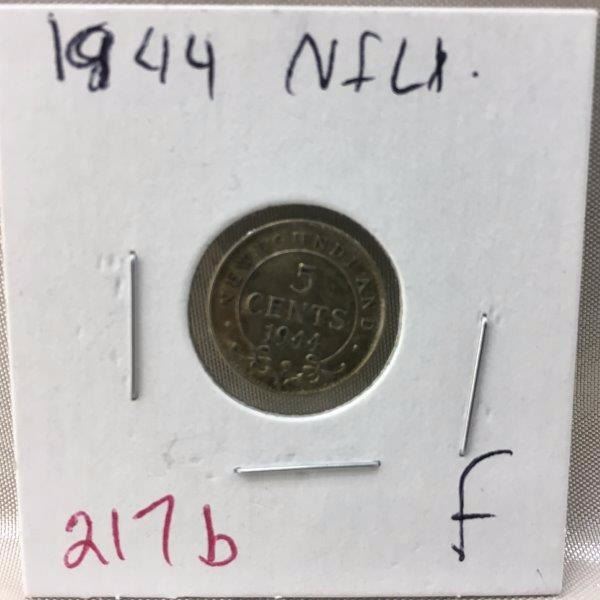 1944 Nfld.
NEWFOUNDLAND
5
CENTS
1944
217b
F